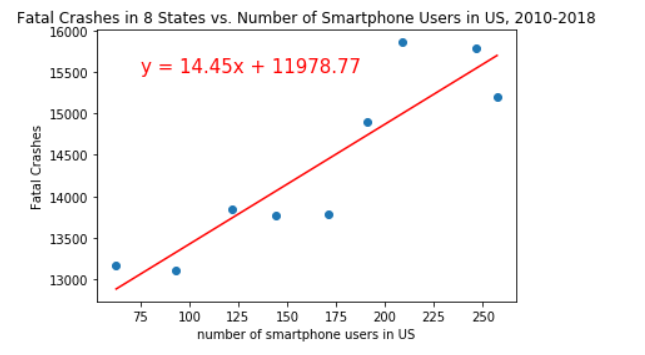 Fatal Crashes in 8 States vs. Number of Smartphone Users in US, 2010-2018
16000
y = 14.45x + 11978.77
15500
15000
14500
14000
13500
13000
Fatal Crashes
75 100 125 150 175 200 225 250
number of smartphone users in US